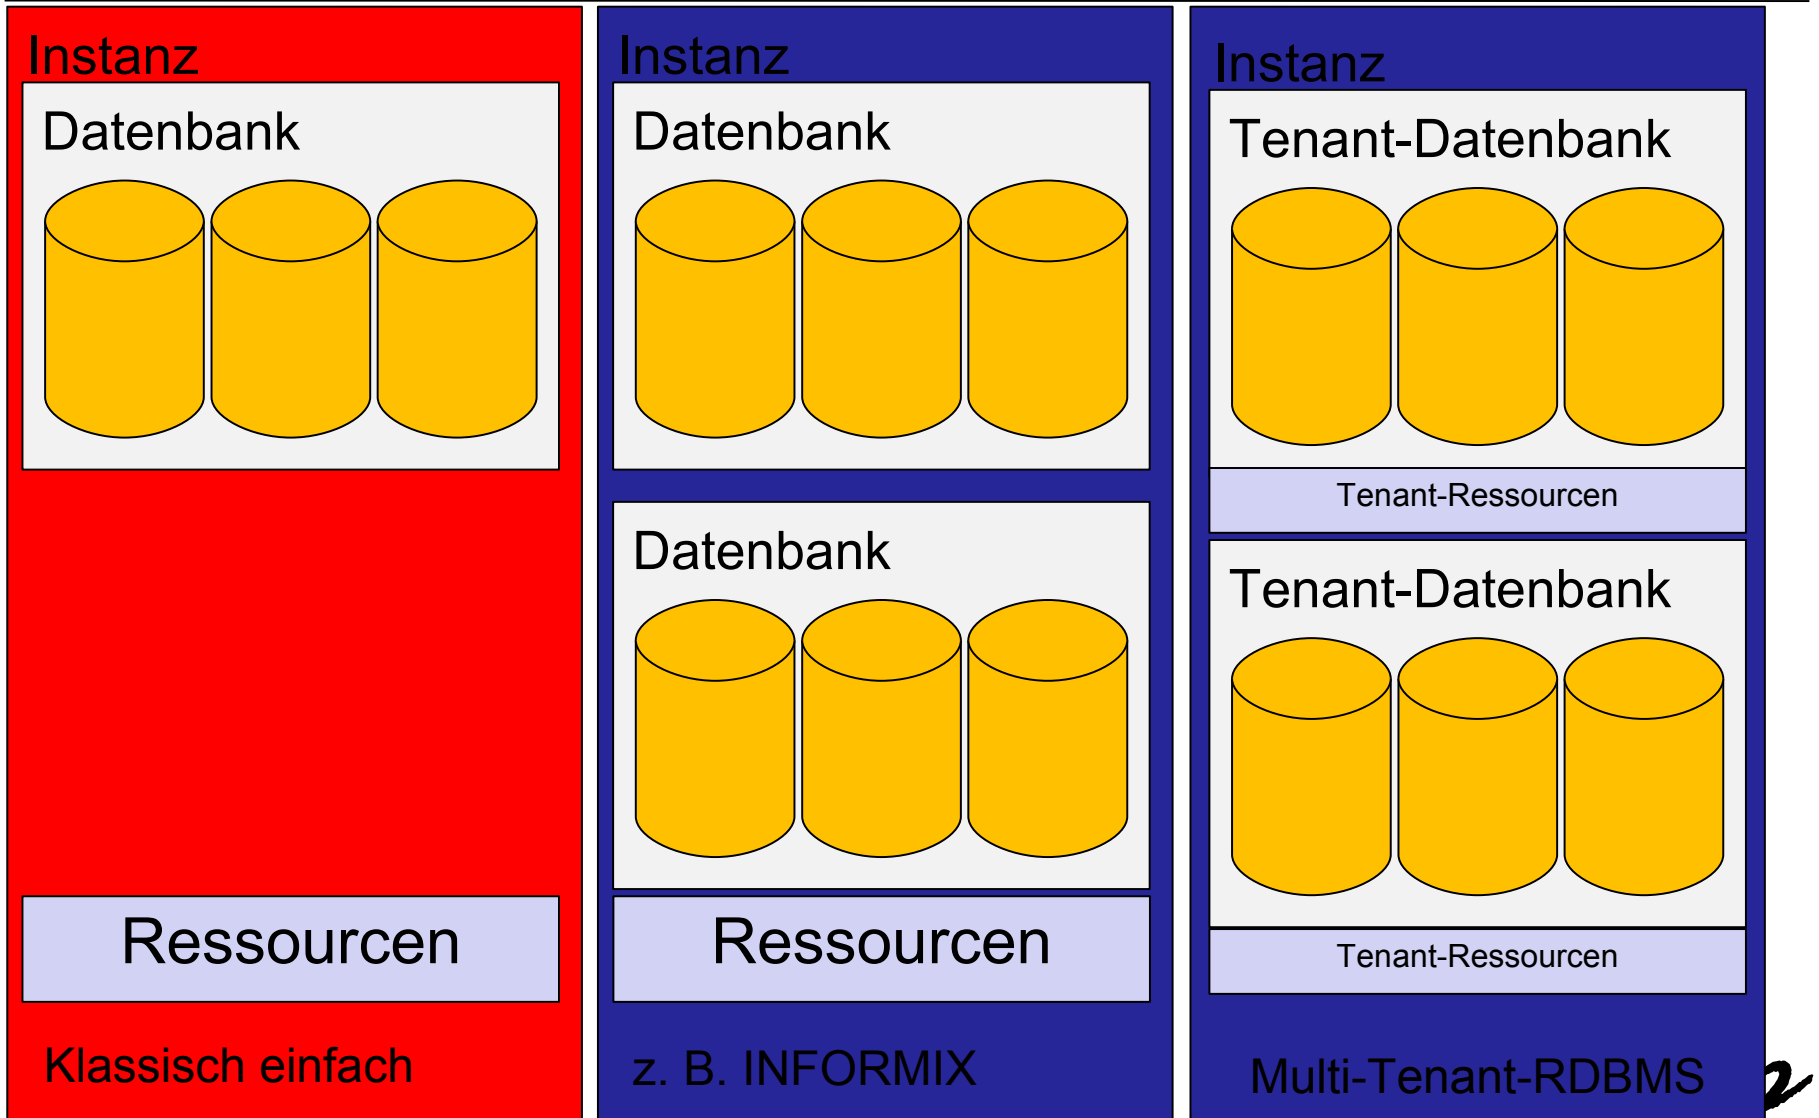 Instanz
Datenbank
Ressourcen
Klassisch einfach
Instanz
Datenbank
Datenbank
Ressourcen
z. B. INFORMIX
Instanz
Tenant-Datenbank
Tenant-Ressourcen
Tenant-Datenbank
Tenant-Ressourcen
Multi-Tenant-RDBMS